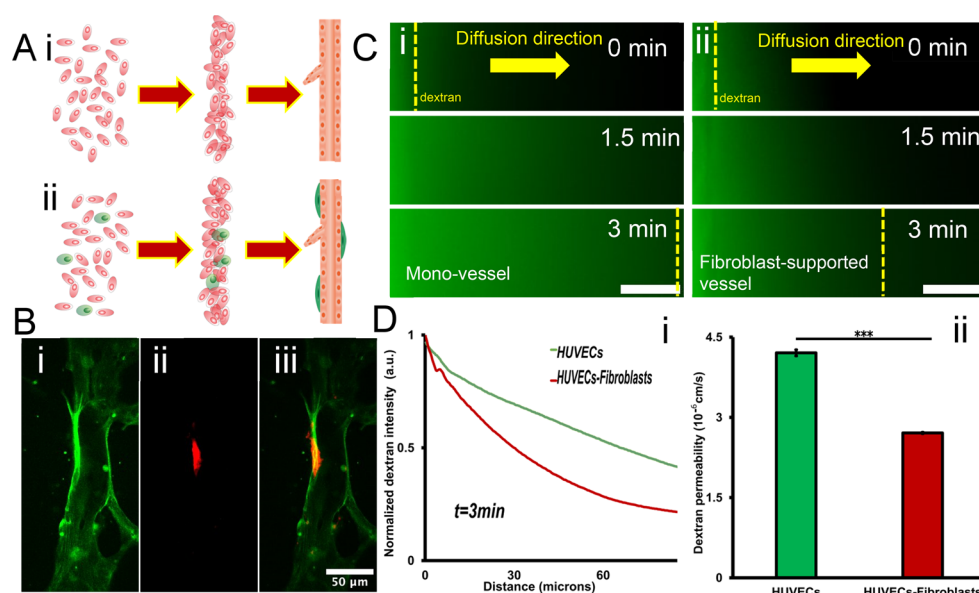 A i
ii
B
i
ii
iii
50 µm
C
i
Diffusion direction
0 min
dextran
1.5 min
3 min
Mono-vessel
ii
Diffusion direction
0 min
dextran
1.5 min
3 min
Fibroblast-supported
vessel
D
i
Normalized dextran intensity (a.u.)
1
0.5
0
HUVECs
HUVECs-Fibroblasts
t=3min
0
30
60
Distance (microns)
ii
Dextran permeability (10⁻⁶cm/s)
4.5
3
1.5
0
***
HUVECs
HUVECs-Fibroblasts